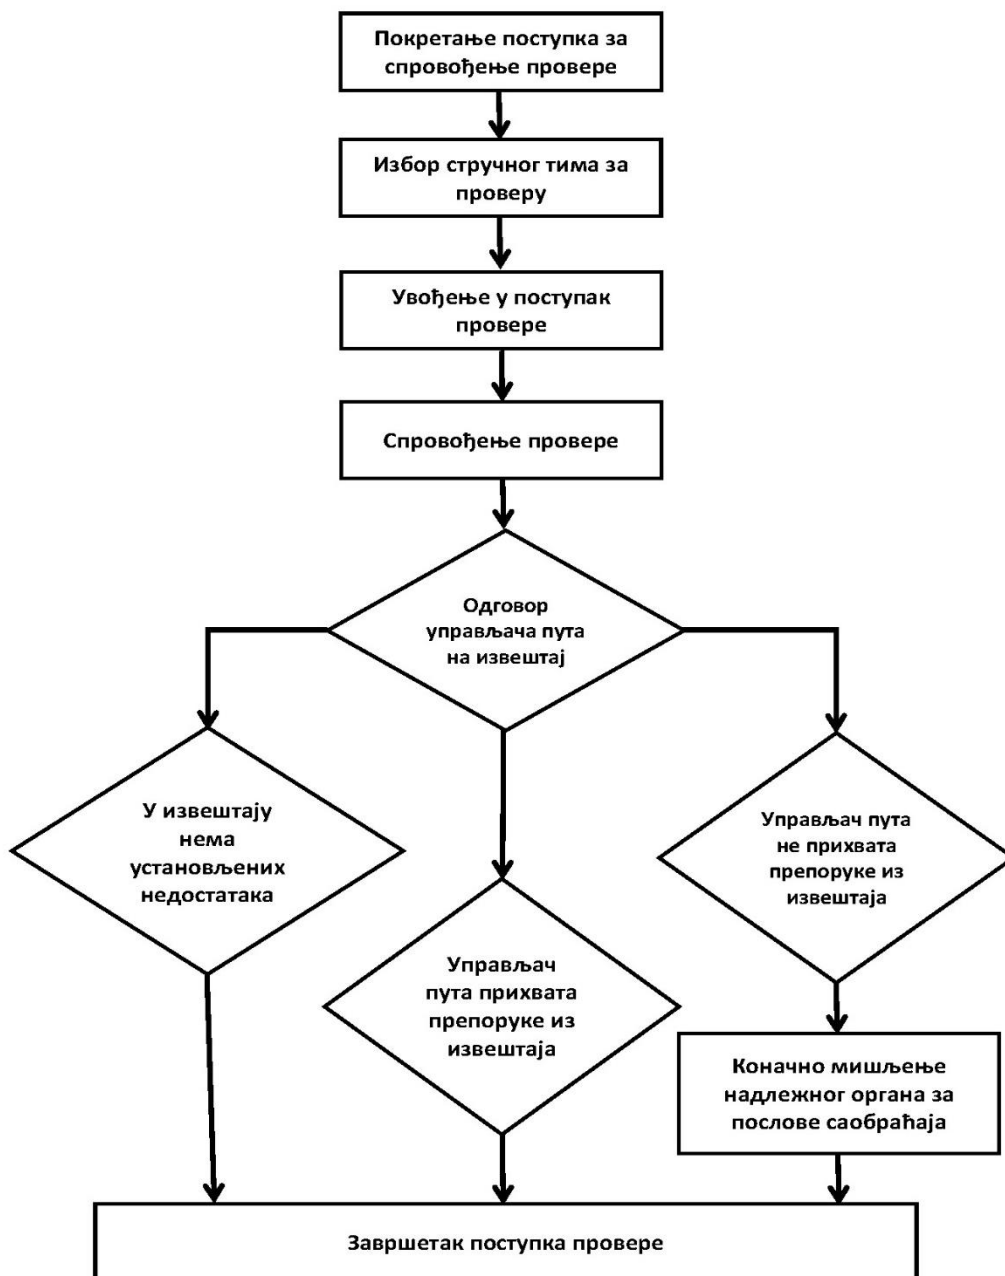 Покретање поступка за
спровођење провере
Избор стручног тима за
проверу
Увођење у поступак
провере
Спровођење провере
Одговор
управљача пута
на извештај
У извештају
нема
установљених
недостатака
Управљач пута
не прихвата
препоруке из
извештаја
Управљач
пута прихвата
препоруке из
извештаја
Коначно мишљење
надлежног органа за
послове саобраћаја
Завршетак поступка провере